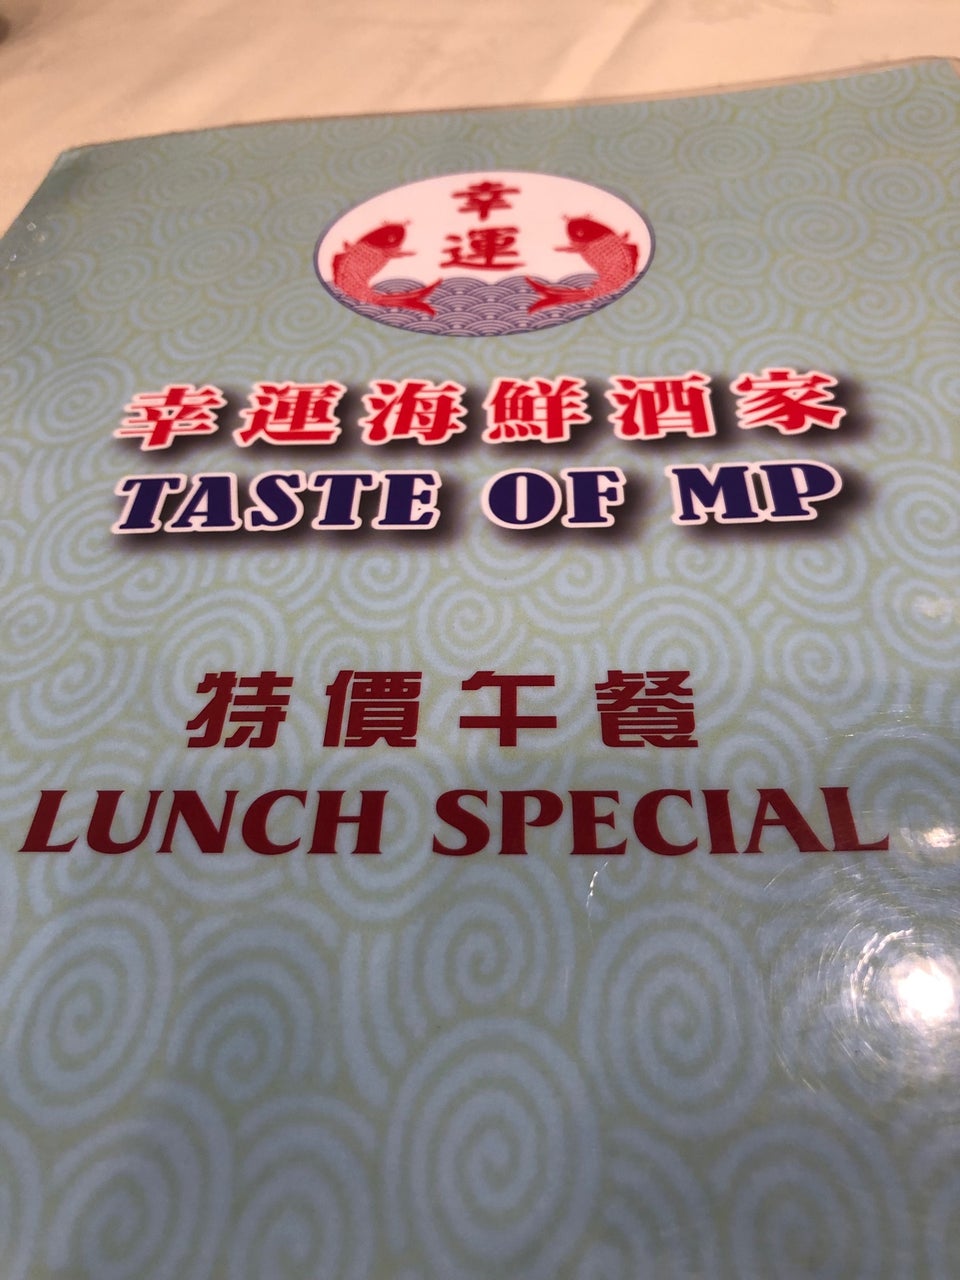 幸
運
幸運海鮮酒家
TASTE OF MP
特價午餐
LUNCH SPECIAL